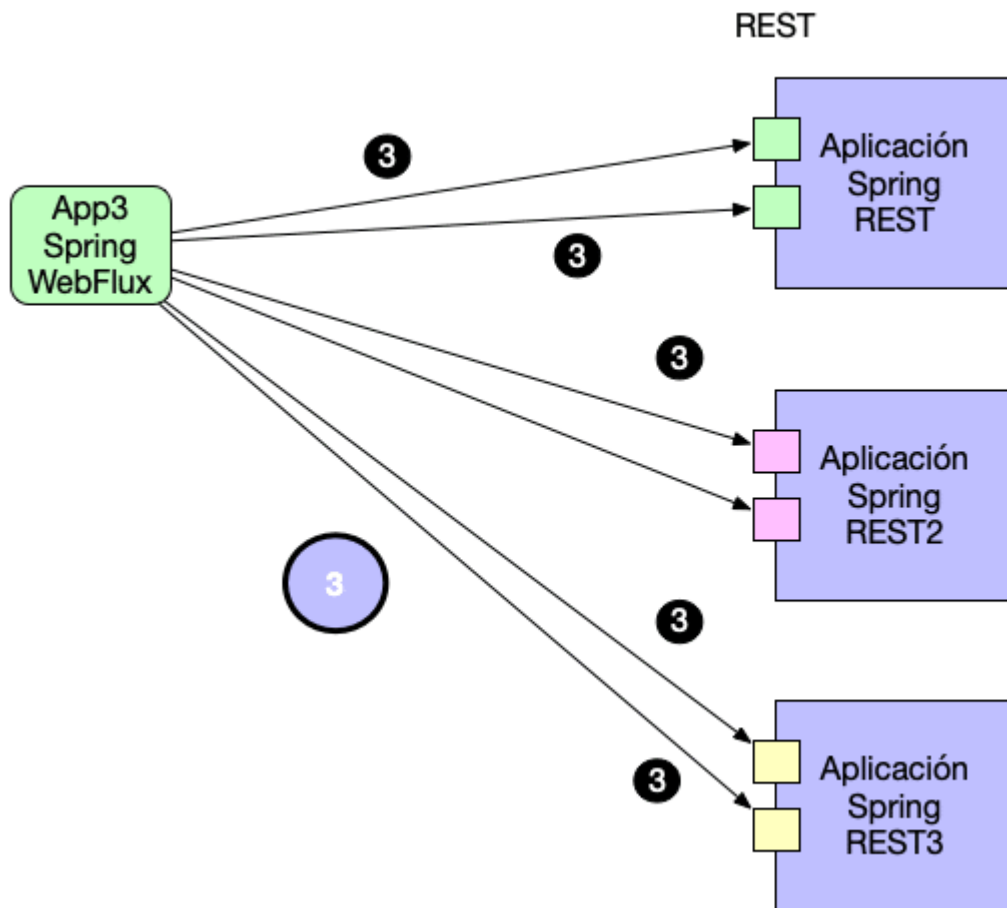 REST
Aplicación
Spring
REST
3
App3
Spring
WebFlux
3
3
Aplicación
Spring
REST2
3
3
Aplicación
Spring
REST3
3